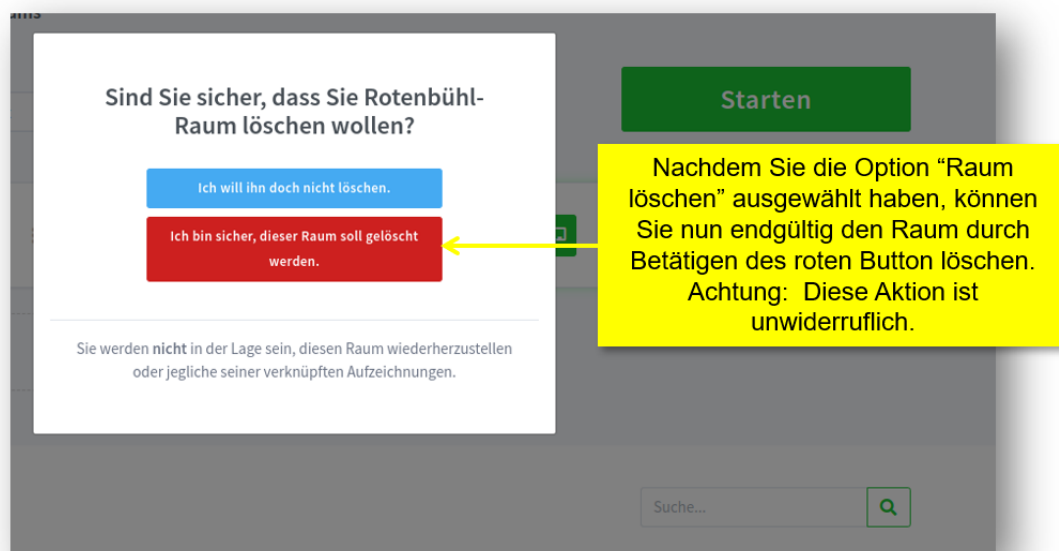 Sind Sie sicher, dass Sie Rotenbühl-
Raum löschen wollen?
Ich will ihn doch nicht löschen.
Ich bin sicher, dieser Raum soll gelöscht
werden.
Sie werden nicht in der Lage sein, diesen Raum wiederherzustellen
oder jegliche seiner verknüpften Aufzeichnungen.
Starten
Nachdem Sie die Option “Raum
löschen” ausgewählt haben, können
Sie nun endgültig den Raum durch
Betätigen des roten Button löschen.
Achtung:  Diese Aktion ist
unwiderruflich.
Suche...